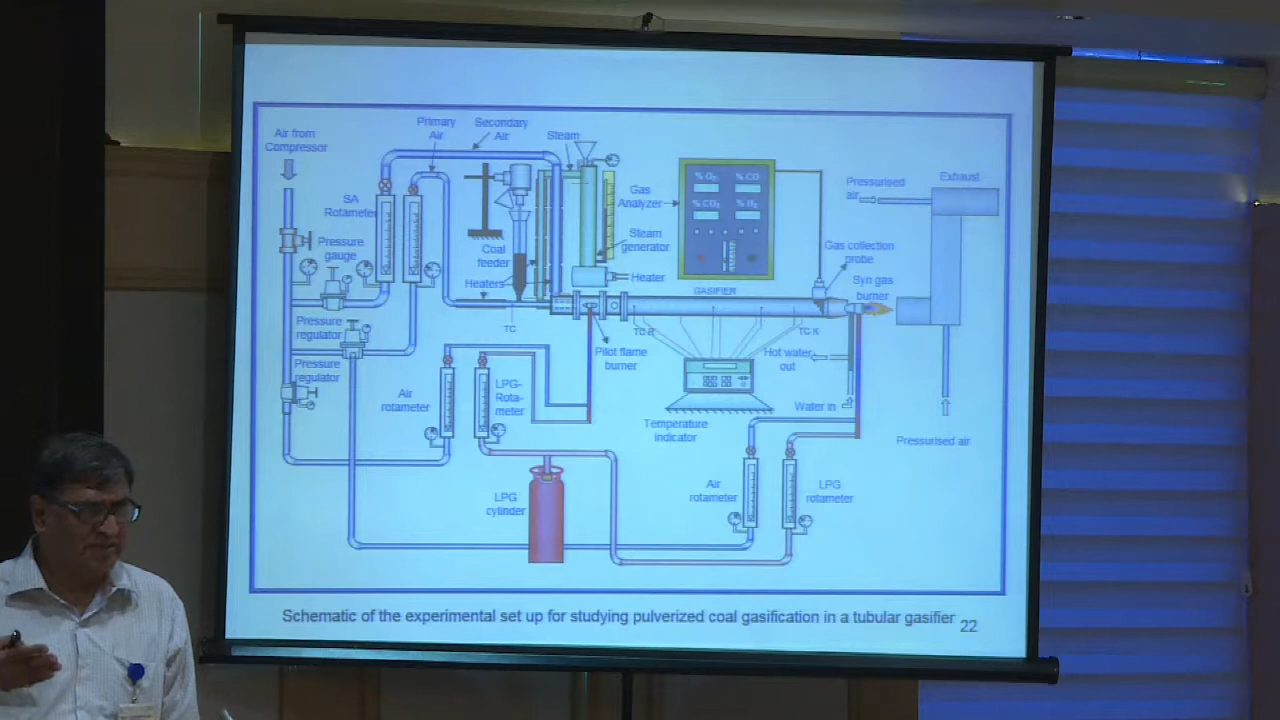 Air from
Compressor
Primary
Air
Secondary
Air
Steam
SA
Rotameter
Pressure
gauge
Coal
feeder
Heaters
Gas
Analyzer
Steam
generator
Heater
% O₂
% CO
% CO₂
% H₂
Pressurised
air
Exhaust
Gas collection
probe
Syn gas
burner
GASIFIER
Pressure
regulator
Pressure
regulator
TC
Pilot flame
burner
TC K
Hot water
out
Water in
Air
rotameter
LPG-
Rota-
meter
Temperature
indicator
Pressurised air
LPG
cylinder
Air
rotameter
LPG
rotameter
Schematic of the experimental set up for studying pulverized coal gasification in a tubular gasifier
22